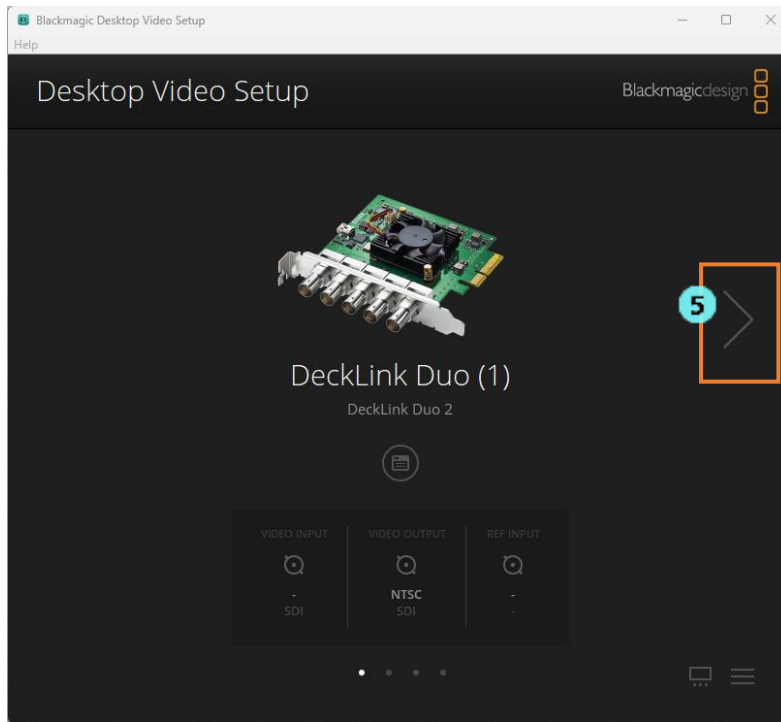 Blackmagic Desktop Video Setup
Help
Desktop Video Setup
Blackmagicdesign
5
DeckLink Duo (1)
DeckLink Duo 2
VIDEO INPUT VIDEO OUTPUT REF INPUT
- NTSC -
SDI SDI -